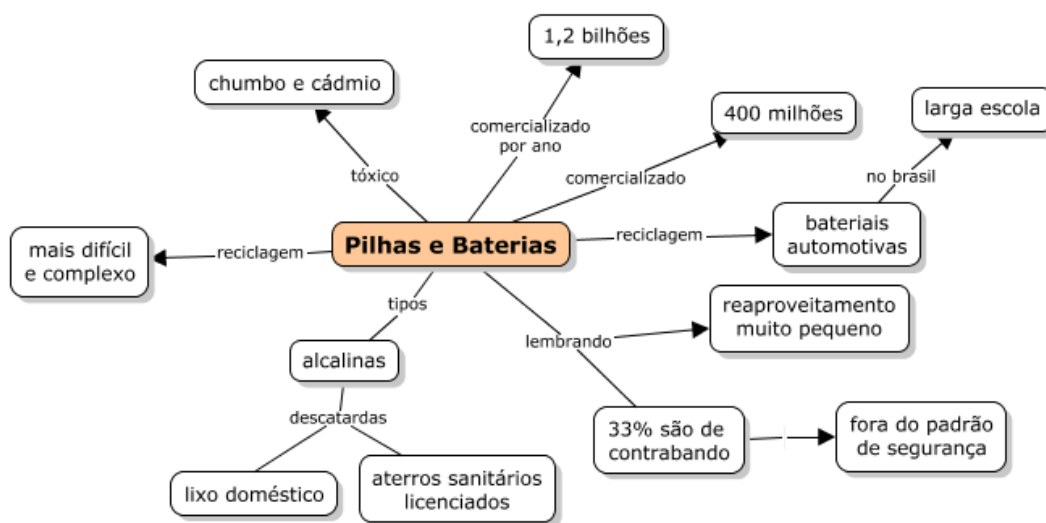 1,2 bilhões
chumbo e cádmio
400 milhões
larga escola
comercializado
por ano
tóxico
comercializado
no brasil
mais difícil
e complexo
reciclagem
Pilhas e Baterias
reciclagem
bateriais
automotivas
tipos
reaproveitamento
muito pequeno
lembrando
alcalinas
descatardas
33% são de
contrabando
fora do padrão
de segurança
lixo doméstico
aterros sanitários
licenciados